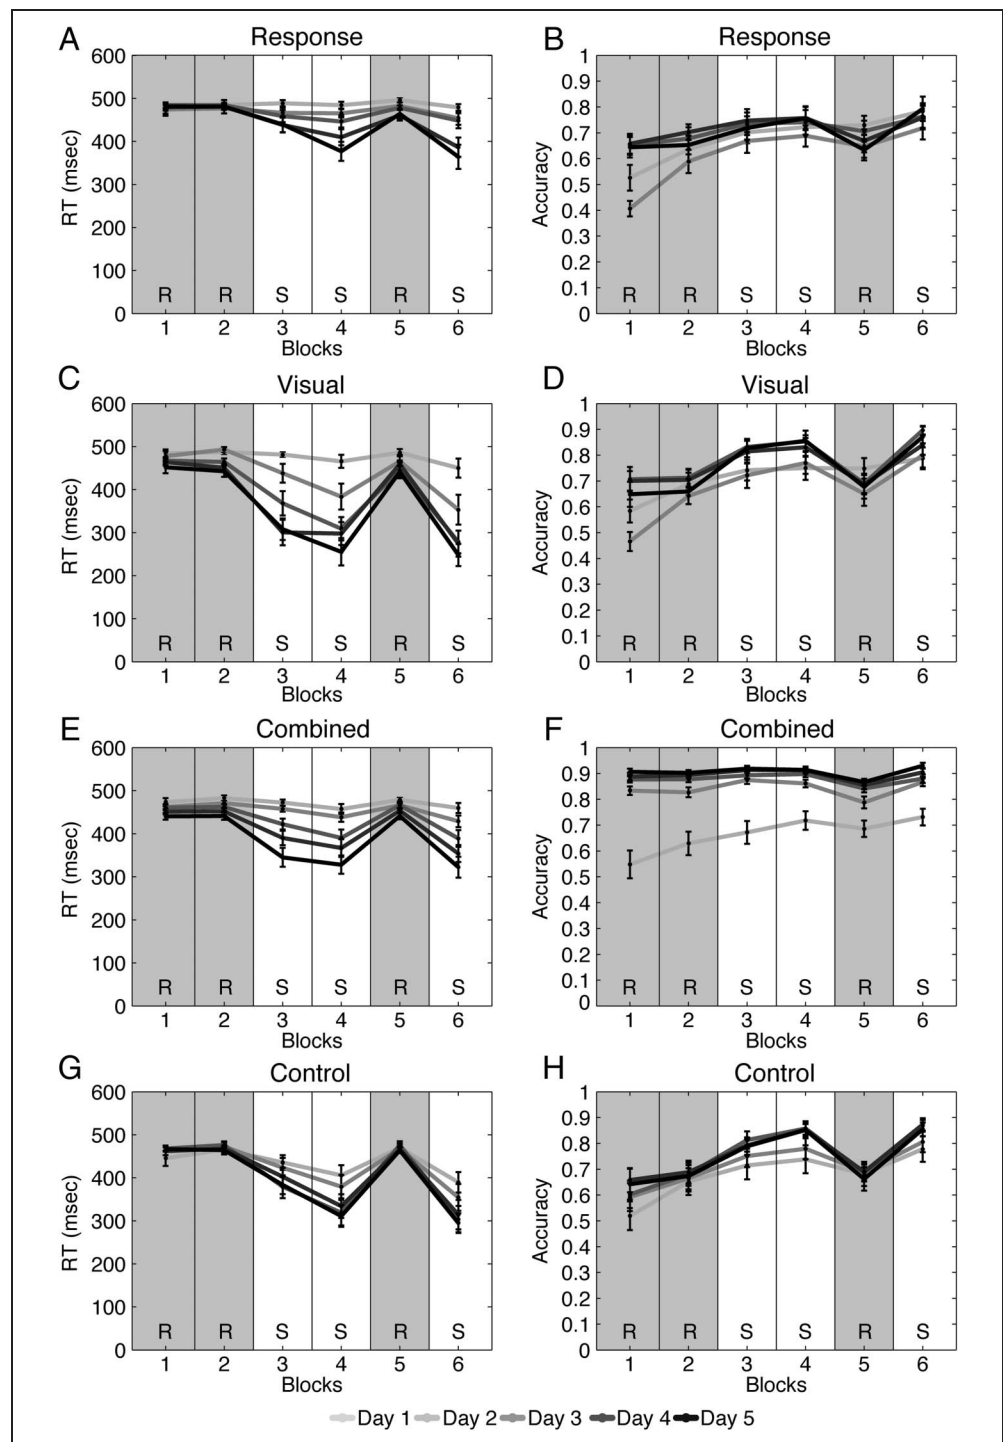 A Response
600
500
400
300
200
100
0
RT (msec)
R R S S R S
1 2 3 4 5 6
Blocks
B Response
1
0.9
0.8
0.7
0.6
0.5
0.4
0.3
0.2
0.1
0
Accuracy
R R S S R S
1 2 3 4 5 6
Blocks
C Visual
600
500
400
300
200
100
0
RT (msec)
R R S S R S
1 2 3 4 5 6
Blocks
D Visual
1
0.9
0.8
0.7
0.6
0.5
0.4
0.3
0.2
0.1
0
Accuracy
R R S S R S
1 2 3 4 5 6
Blocks
E Combined
600
500
400
300
200
100
0
RT (msec)
R R S S R S
1 2 3 4 5 6
Blocks
F Combined
1
0.9
0.8
0.7
0.6
0.5
0.4
0.3
0.2
0.1
0
Accuracy
R R S S R S
1 2 3 4 5 6
Blocks
G Control
600
500
400
300
200
100
0
RT (msec)
R R S S R S
1 2 3 4 5 6
Blocks
H Control
1
0.9
0.8
0.7
0.6
0.5
0.4
0.3
0.2
0.1
0
Accuracy
R R S S R S
1 2 3 4 5 6
Blocks
Day 1 Day 2 Day 3 Day 4 Day 5